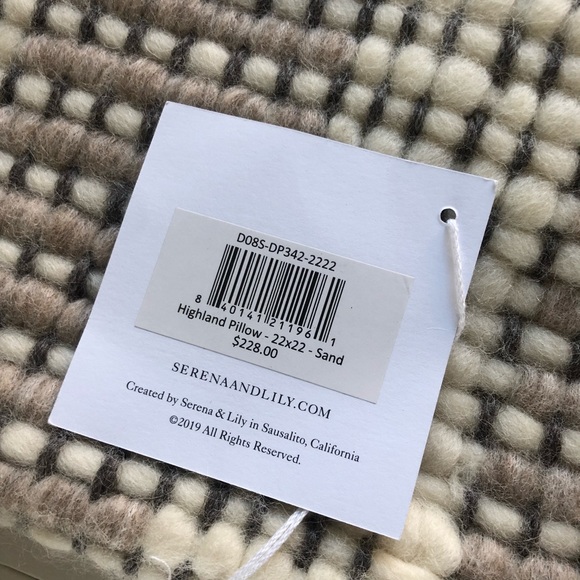 D08S-DP342-2222
8 40141 21196 1
Highland Pillow - 22x22 - Sand
$228.00
SERENAANDLILY.COM
Created by Serena & Lily in Sausalito, California
©2019 All Rights Reserved.